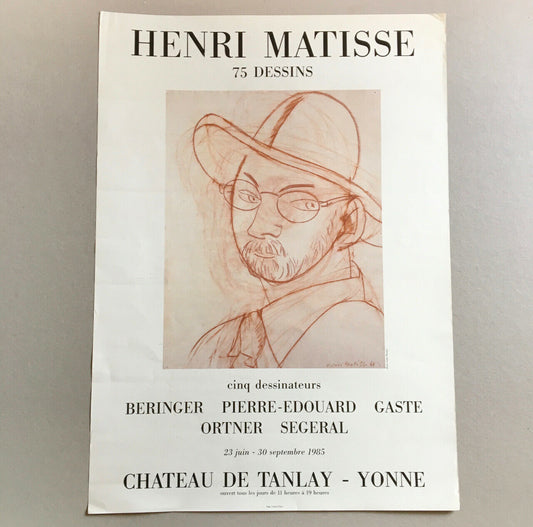 HENRI MATISSE
75 DESSINS
cinq dessinateurs
BERINGER PIERRE-EDOUARD GASTE
ORTNER SEGERAL
23 juin - 30 septembre 1985
CHATEAU DE TANLAY - YONNE
ouvert tous les jours de 11 heures à 19 heures